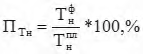 П_Тн = Т_н^ф / Т_н^пл *100,%